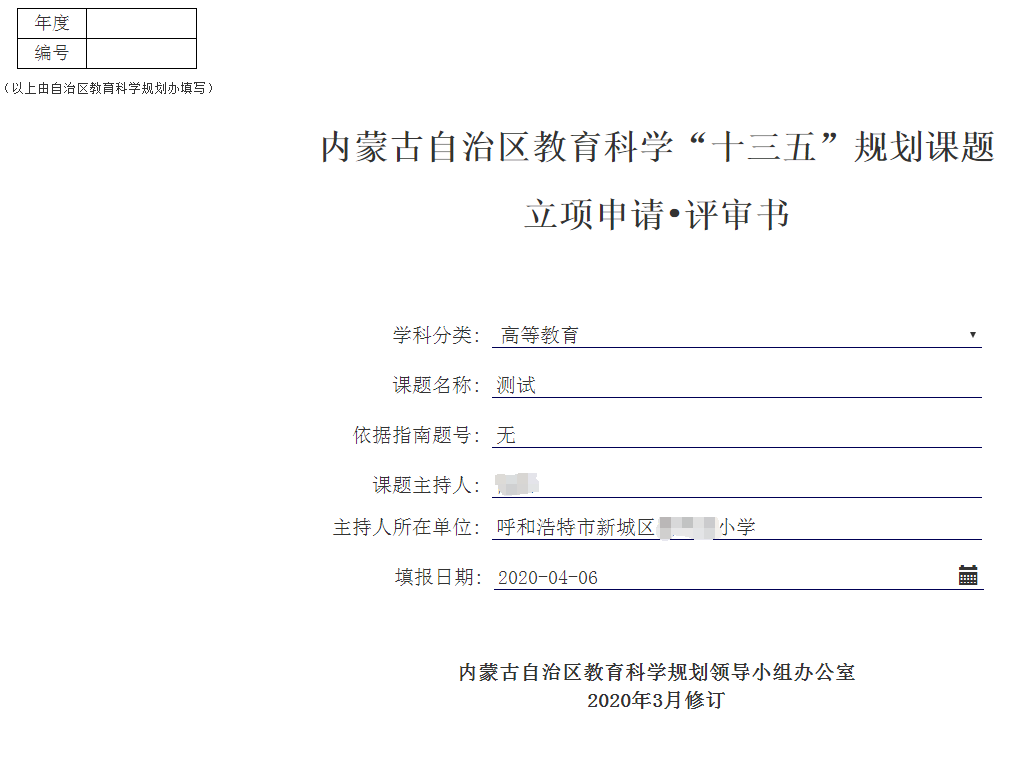 年度
编号
（以上由自治区教育科学规划办填写）
内蒙古自治区教育科学“十三五”规划课题
立项申请•评审书
学科分类： 高等教育
课题名称： 测试
依据指南题号： 无
课题主持人：
主持人所在单位： 呼和浩特市新城区 小学
填报日期： 2020-04-06
内蒙古自治区教育科学规划领导小组办公室
2020年3月修订